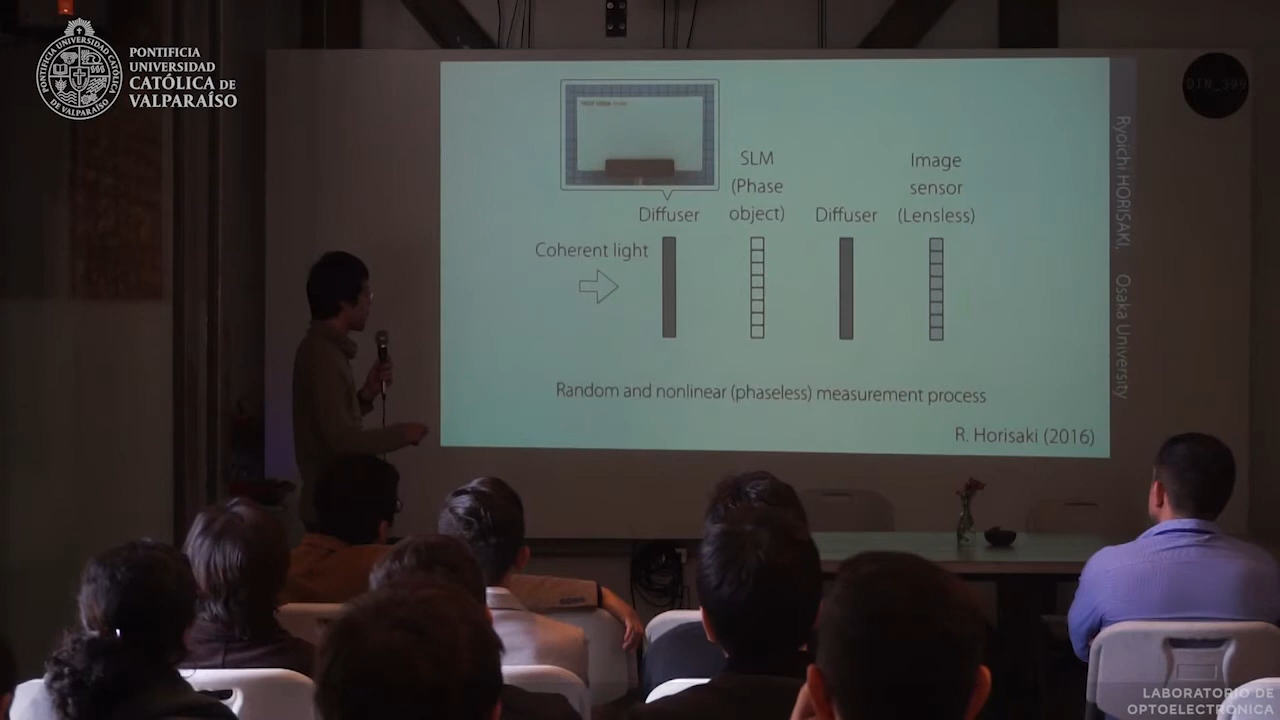 PONTIFICIA
UNIVERSIDAD
CATÓLICA DE
VALPARAÍSO
SLM
(Phase
object)
Image
sensor
(Lensless)
Diffuser
Diffuser
Coherent light
Random and nonlinear (phaseless) measurement process
R. Horisaki (2016)
Ryoichi HORISAKI, Osaka University
LABORATORIO DE
OPTOELECTRÓNICA